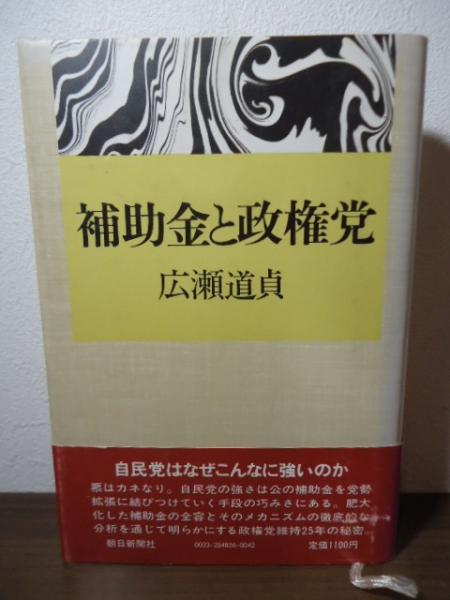 補助金と政権党
広瀬道貞
自民党はなぜこんなに強いのか
票はカネなり。自民党の強さは公の補助金を党勢
拡張に結びつけていく手段の巧みさにある。肥大
化した補助金の全容とそのメカニズムの徹底的な
分析を通じて明らかにする政権党維持25年の秘密
朝日新聞社 0023-254836-0042 定価1100円